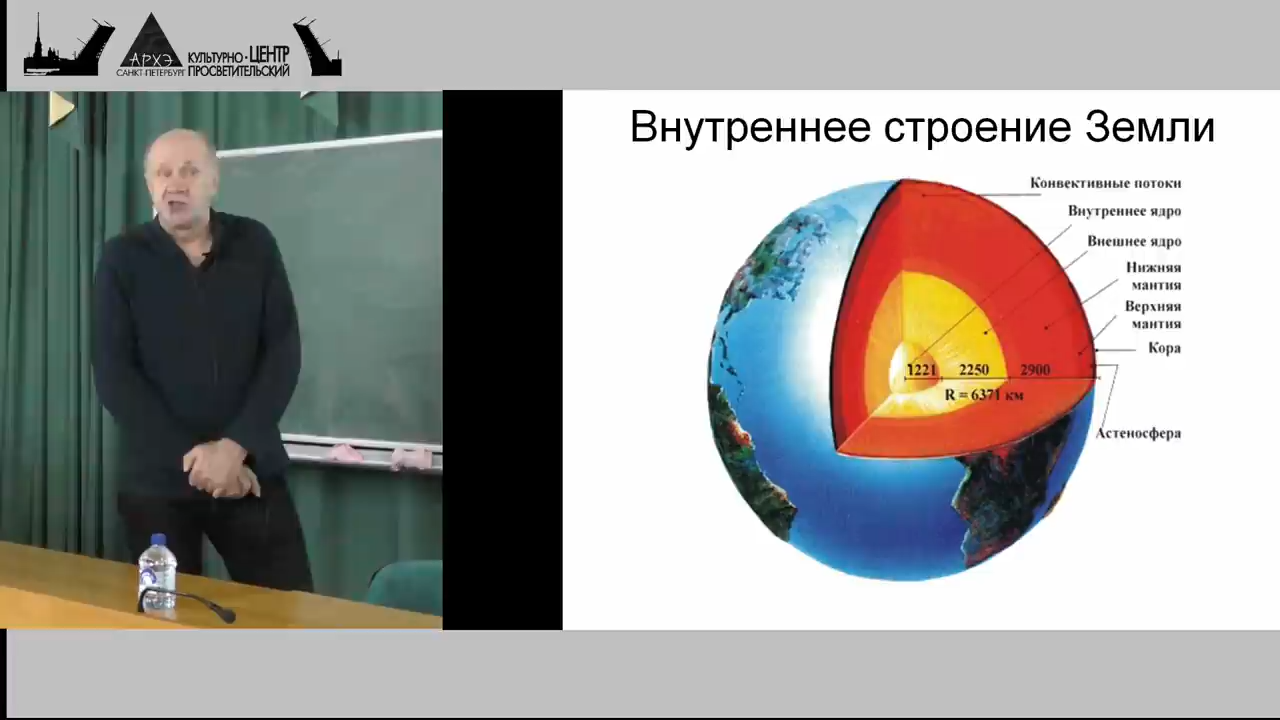 АРХЭ
САНКТ-ПЕТЕРБУРГ
КУЛЬТУРНО-ЦЕНТР
ПРОСВЕТИТЕЛЬСКИЙ
Внутреннее строение Земли
Конвективные потоки
Внутреннее ядро
Внешнее ядро
Нижняя
мантия
Верхняя
мантия
Кора
1221 2250 2900
R = 6371 км
Астеносфера